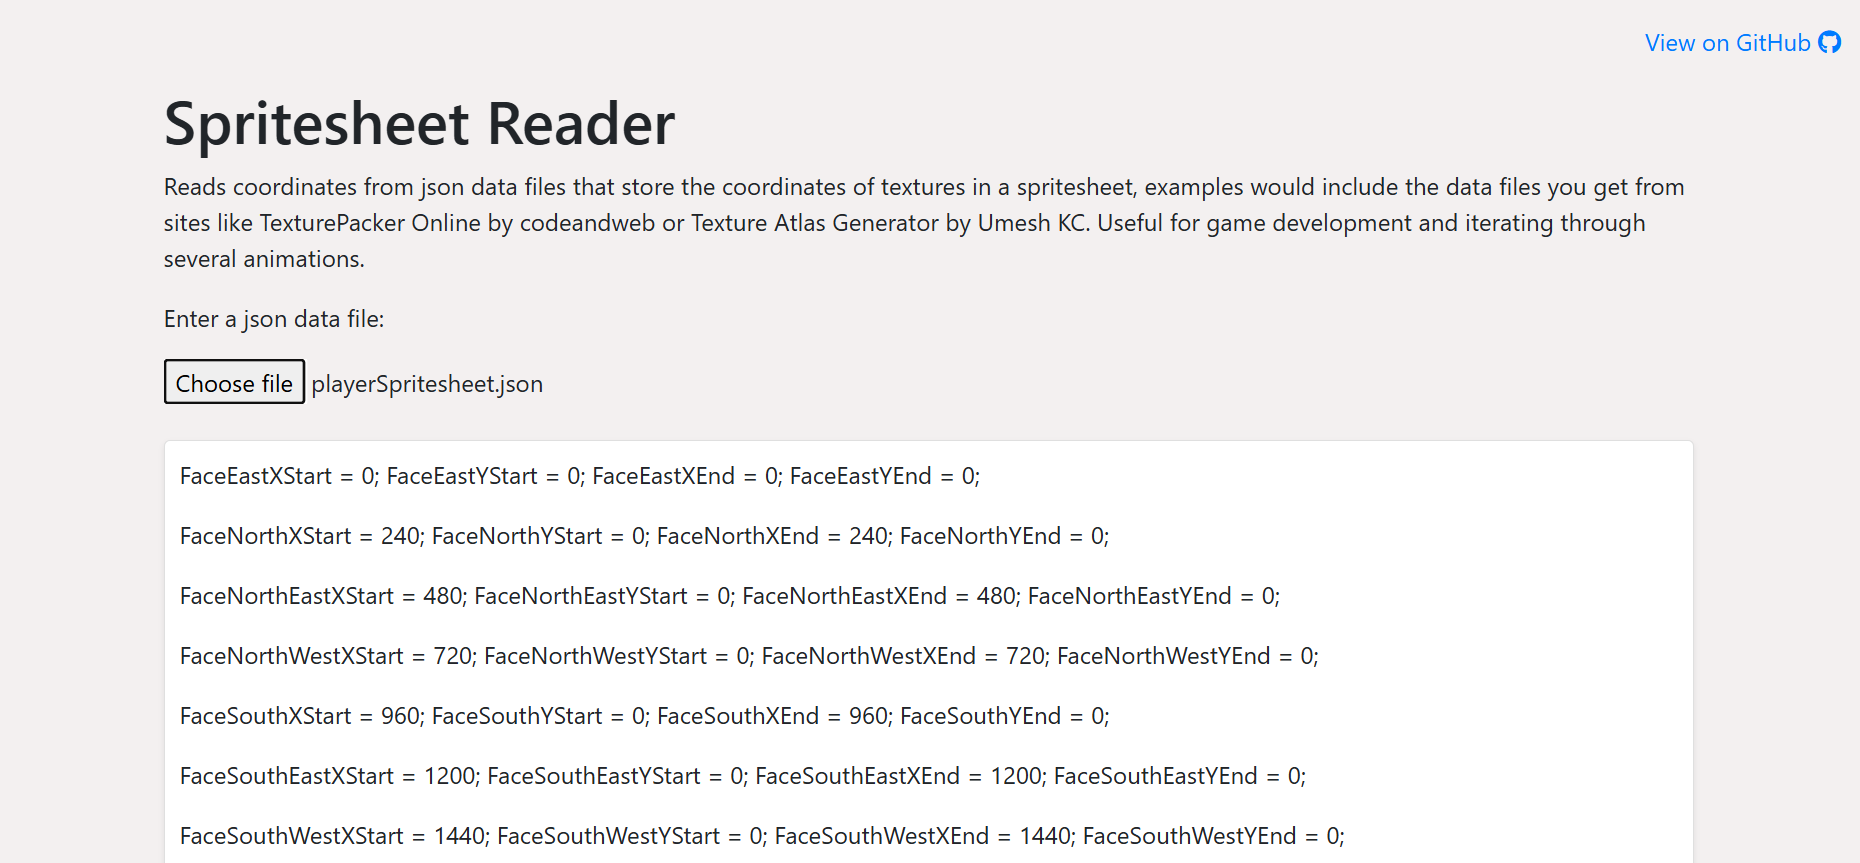 View on GitHub
Spritesheet Reader
Reads coordinates from json data files that store the coordinates of textures in a spritesheet, examples would include the data files you get from
sites like TexturePacker Online by codeandweb or Texture Atlas Generator by Umesh KC. Useful for game development and iterating through
several animations.
Enter a json data file:
Choose file playerSpritesheet.json
FaceEastXStart = 0; FaceEastYStart = 0; FaceEastXEnd = 0; FaceEastYEnd = 0;
FaceNorthXStart = 240; FaceNorthYStart = 0; FaceNorthXEnd = 240; FaceNorthYEnd = 0;
FaceNorthEastXStart = 480; FaceNorthEastYStart = 0; FaceNorthEastXEnd = 480; FaceNorthEastYEnd = 0;
FaceNorthWestXStart = 720; FaceNorthWestYStart = 0; FaceNorthWestXEnd = 720; FaceNorthWestYEnd = 0;
FaceSouthXStart = 960; FaceSouthYStart = 0; FaceSouthXEnd = 960; FaceSouthYEnd = 0;
FaceSouthEastXStart = 1200; FaceSouthEastYStart = 0; FaceSouthEastXEnd = 1200; FaceSouthEastYEnd = 0;
FaceSouthWestXStart = 1440; FaceSouthWestYStart = 0; FaceSouthWestXEnd = 1440; FaceSouthWestYEnd = 0;